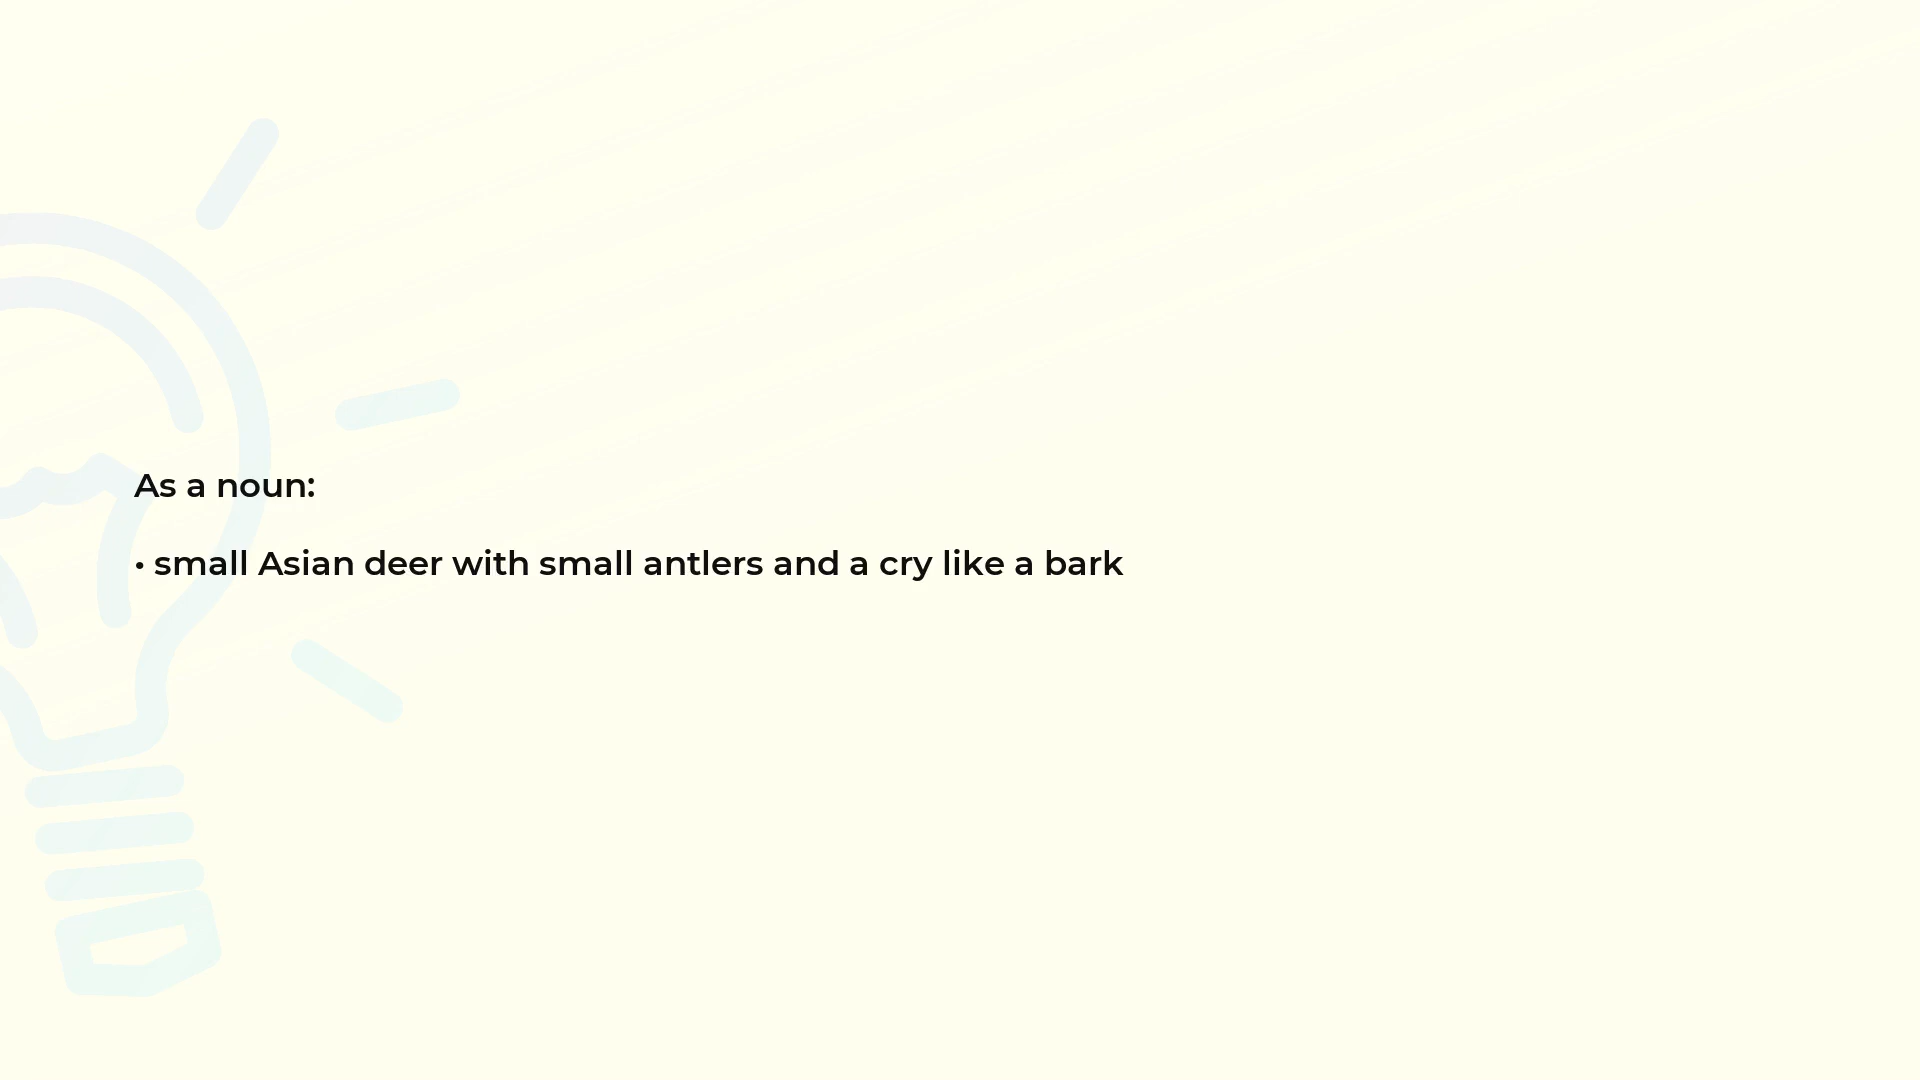 As a noun:
• small Asian deer with small antlers and a cry like a bark